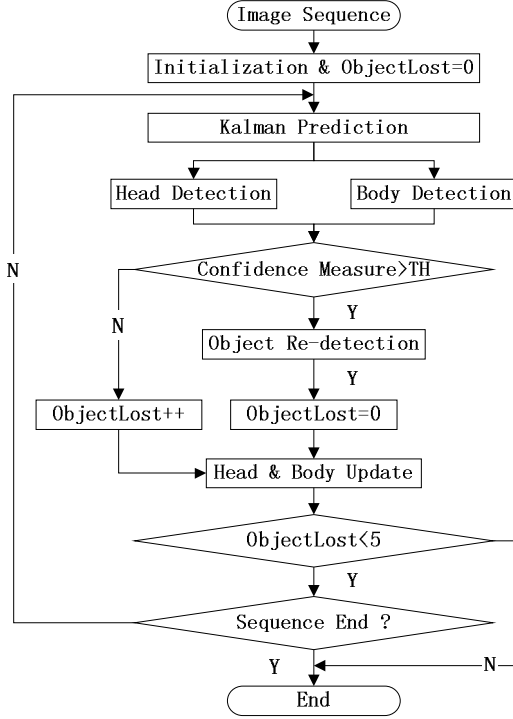 Image Sequence
Initialization & ObjectLost=0
Kalman Prediction
Head Detection
Body Detection
N
Confidence Measure>TH
N
Y
Object Re-detection
Y
ObjectLost++
ObjectLost=0
Head & Body Update
ObjectLost<5
Y
Sequence End ?
Y
N
End